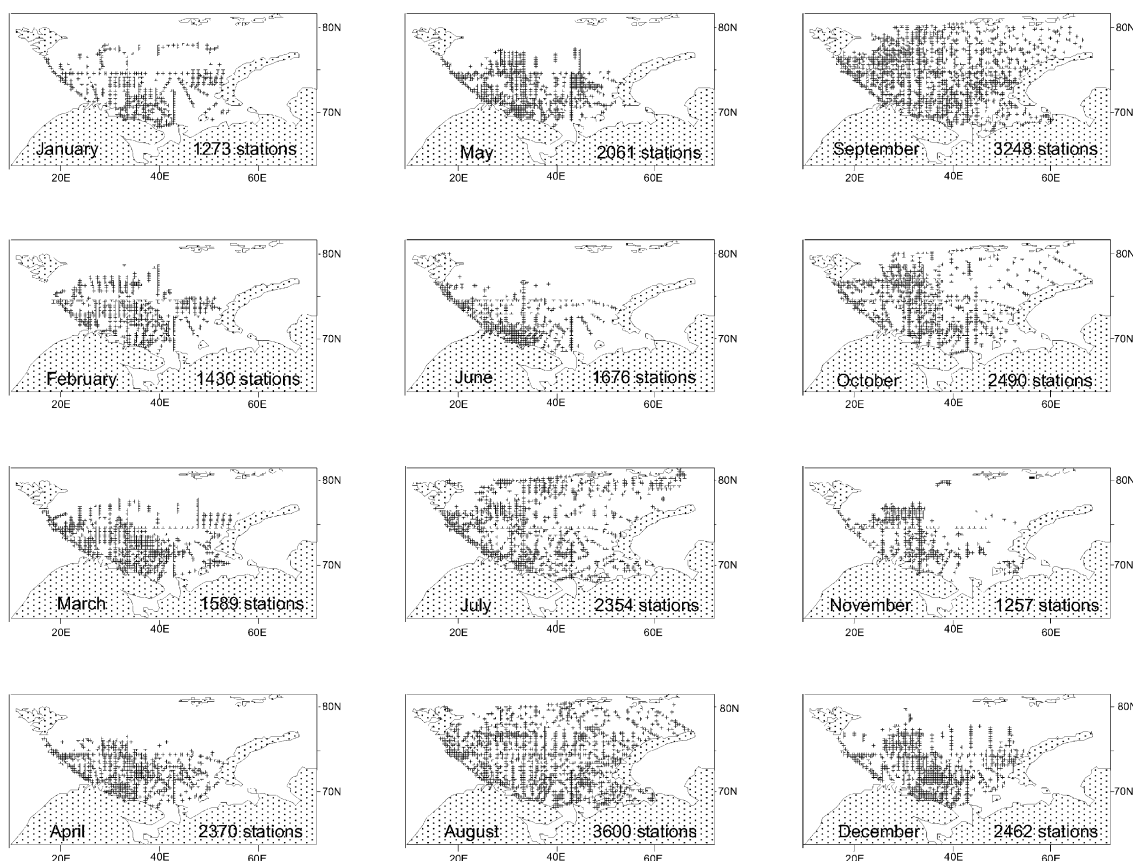 80N
70N
January 1273 stations
20E 40E 60E
80N
70N
May 2061 stations
20E 40E 60E
80N
70N
September 3248 stations
20E 40E 60E
80N
70N
February 1430 stations
20E 40E 60E
80N
70N
June 1676 stations
20E 40E 60E
80N
70N
October 2490 stations
20E 40E 60E
80N
70N
March 1589 stations
20E 40E 60E
80N
70N
July 2354 stations
20E 40E 60E
80N
70N
November 1257 stations
20E 40E 60E
80N
70N
April 2370 stations
20E 40E 60E
80N
70N
August 3600 stations
20E 40E 60E
80N
70N
December 2462 stations
20E 40E 60E